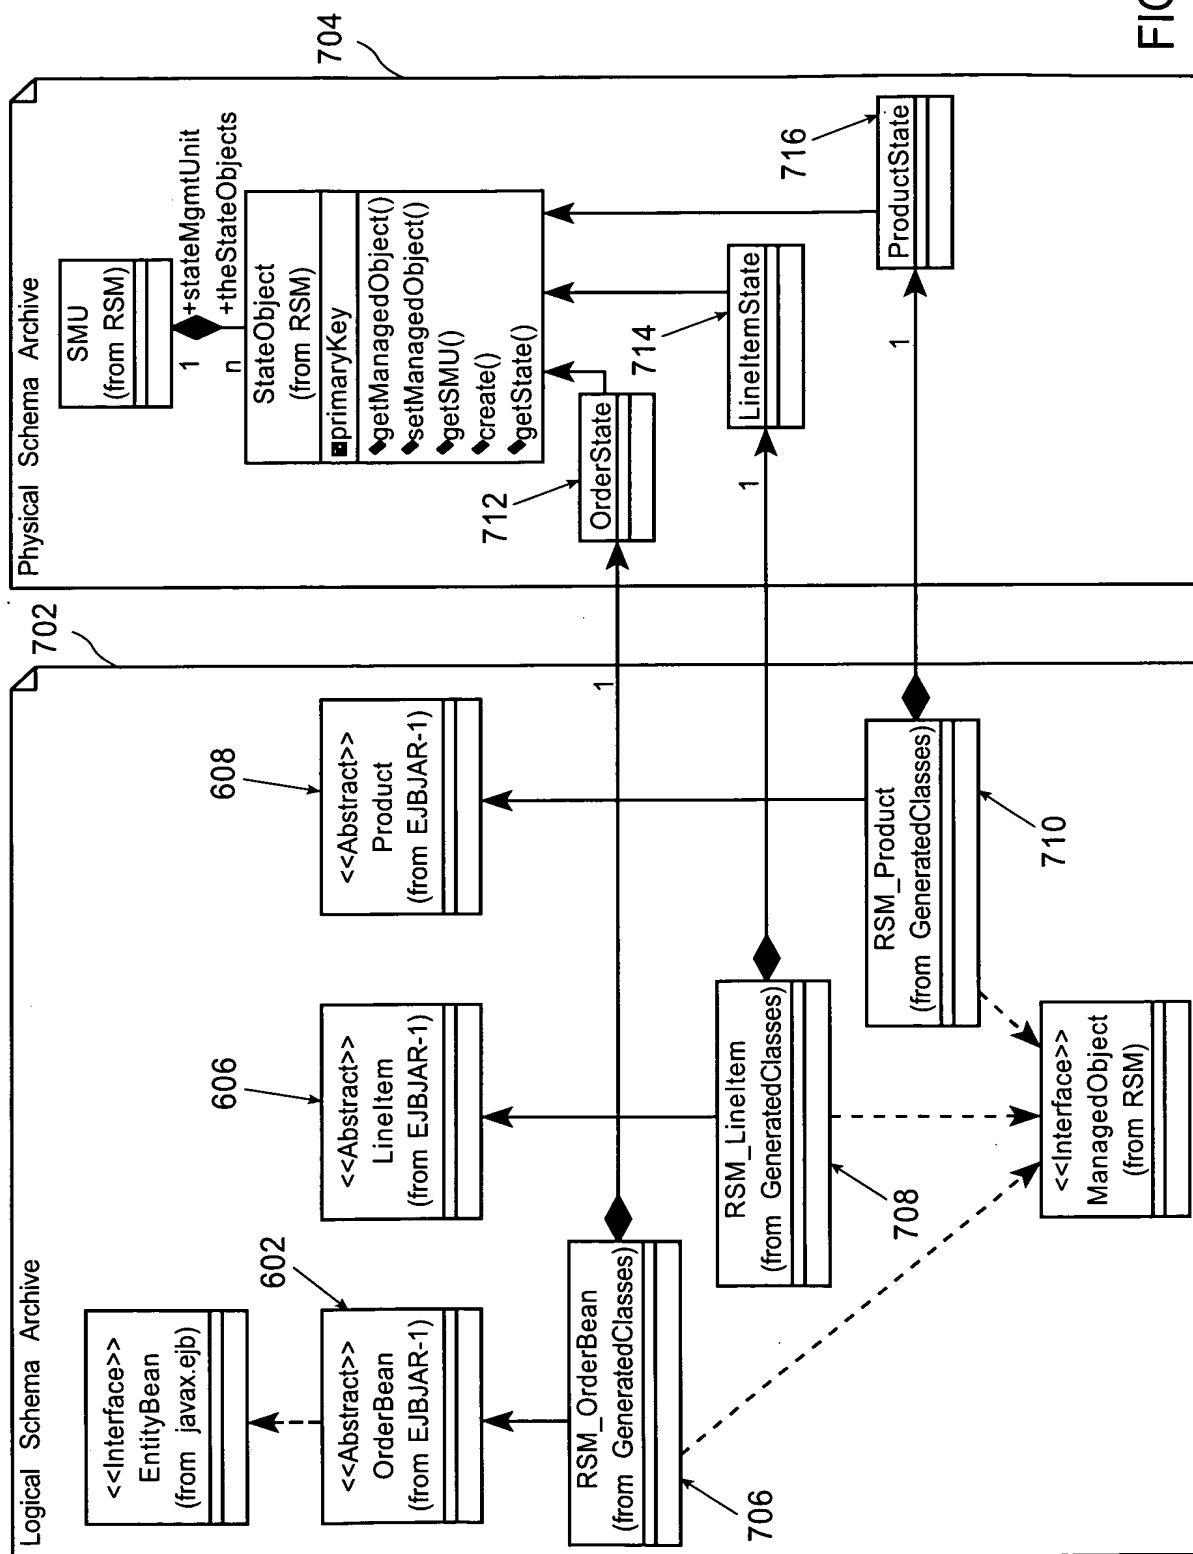 Logical Schema Archive
702
<<Interface>>
EntityBean
(from javax.ejb)
602
<<Abstract>>
OrderBean
(from EJBJAR-1)
606
<<Abstract>>
LineItem
(from EJBJAR-1)
608
<<Abstract>>
Product
(from EJBJAR-1)
RSM_OrderBean
(from GeneratedClasses)
706
1
RSM_LineItem
(from GeneratedClasses)
708
1
RSM_Product
(from GeneratedClasses)
710
1
<<Interface>>
ManagedObject
(from RSM)
Physical Schema Archive
704
SMU
(from RSM)
1
+stateMgmtUnit
n
+theStateObjects
StateObject
(from RSM)
primaryKey
getManagedObject()
setManagedObject()
getSMU()
create()
getState()
712
OrderState
714
LineItemState
716
ProductState
FIG